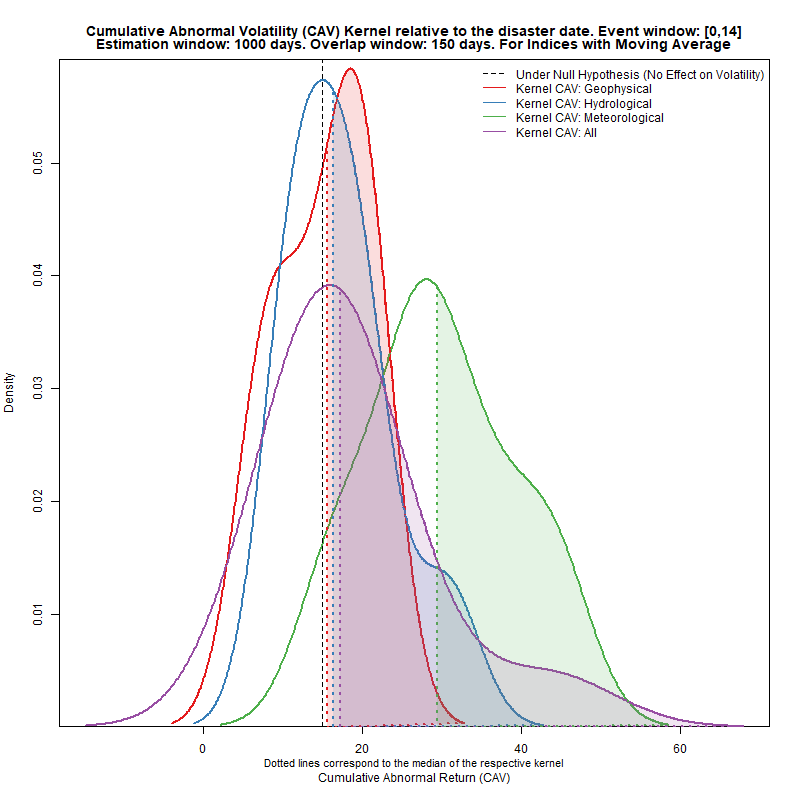 Cumulative Abnormal Volatility (CAV) Kernel relative to the disaster date. Event window: [0,14]
Estimation window: 1000 days. Overlap window: 150 days. For Indices with Moving Average
Under Null Hypothesis (No Effect on Volatility)
Kernel CAV: Geophysical
Kernel CAV: Hydrological
Kernel CAV: Meteorological
Kernel CAV: All
0.05
0.04
0.03
0.02
0.01
Density
0 20 40 60
Dotted lines correspond to the median of the respective kernel
Cumulative Abnormal Return (CAV)